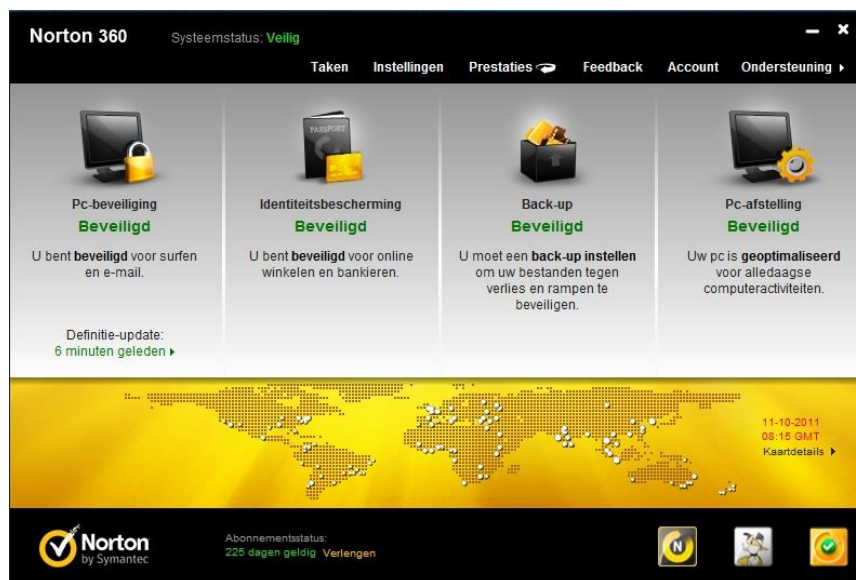 Norton 360
Systeemstatus: Veilig
Taken Instellingen Prestaties Feedback Account Ondersteuning
PASSPORT
Pc-beveiliging
Beveiligd
U bent beveiligd voor surfen
en e-mail.
Definitie-update:
6 minuten geleden
Identiteitsbescherming
Beveiligd
U bent beveiligd voor online
winkelen en bankieren.
Back-up
Beveiligd
U moet een back-up instellen
om uw bestanden tegen
verlies en rampen te
beveiligen.
Pc-afstelling
Beveiligd
Uw pc is geoptimaliseerd
voor alledaagse
computeractiviteiten.
11-10-2011
08:15 GMT
Kaartdetails
Norton
by Symantec
Abonnementsstatus:
225 dagen geldig Verlengen
N